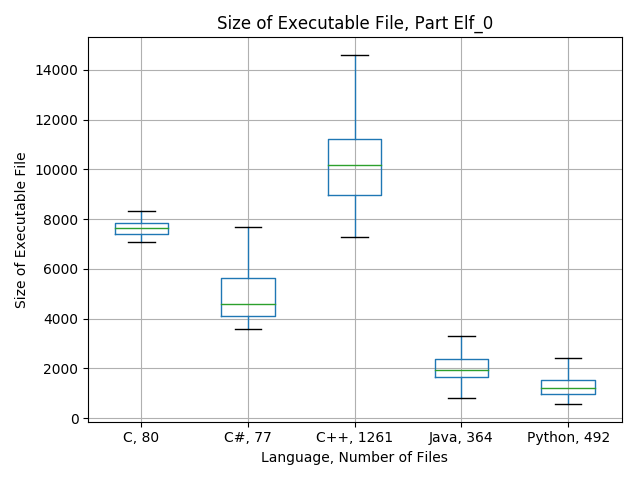 Size of Executable File, Part Elf_0
Size of Executable File
14000
12000
10000
8000
6000
4000
2000
0
C, 80
C#, 77
C++, 1261
Java, 364
Python, 492
Language, Number of Files